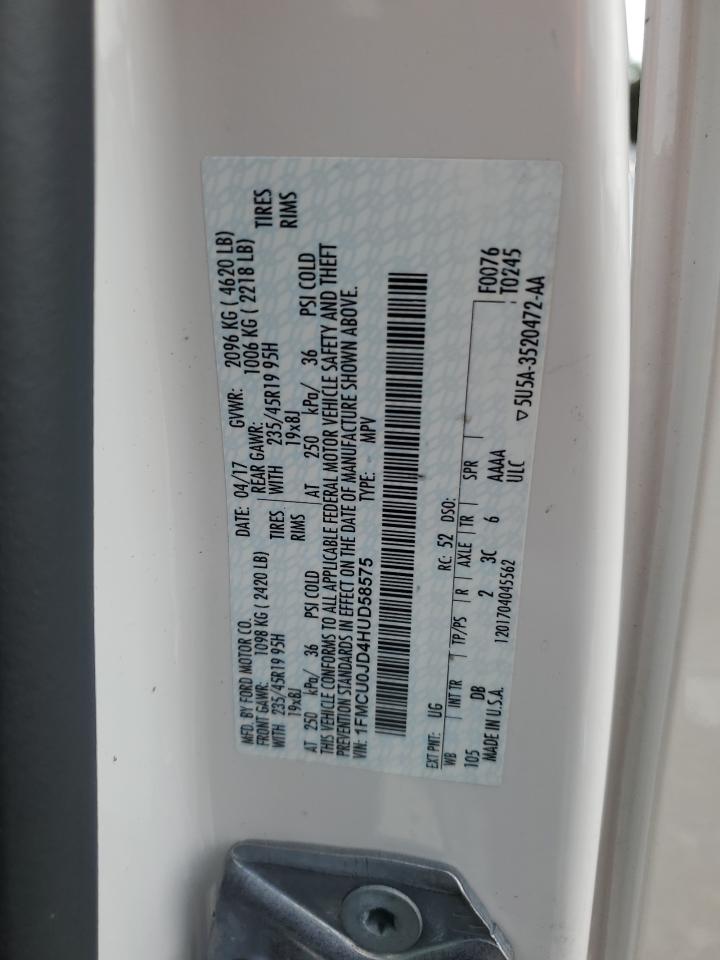 MFD. BY FORD MOTOR CO.
DATE: 04/17 GVWR: 2096 KG ( 4620 LB)
FRONT GAWR: 1098 KG ( 2420 LB) REAR GAWR: 1006 KG ( 2218 LB)
WITH 235/45R19 95H TIRES WITH 235/45R19 95H TIRES
19x8J RIMS 19x8J RIMS
AT 250 kPa/ 36 PSI COLD AT 250 kPa/ 36 PSI COLD
THIS VEHICLE CONFORMS TO ALL APPLICABLE FEDERAL MOTOR VEHICLE SAFETY AND THEFT
PREVENTION STANDARDS IN EFFECT ON THE DATE OF MANUFACTURE SHOWN ABOVE.
VIN: 1FMCU0JD4HUD58575 TYPE: MPV
EXT PNT: UG RC: 52 DSO:
WB INT TR TP/PS R AXLE TR SPR F0076
105 DB 2 3C 6 AAAA T0245
MADE IN U.S.A. 1201704045562 ULC ▽5U5A-3520472-AA